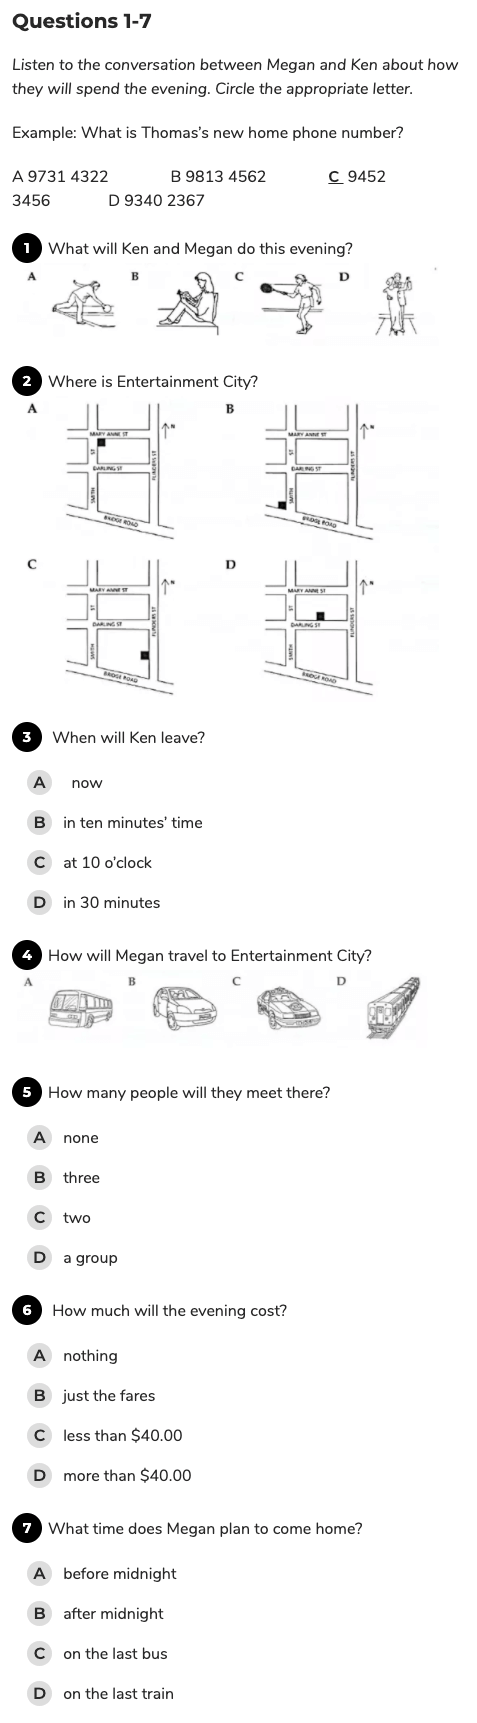 Questions 1-7
Listen to the conversation between Megan and Ken about how
they will spend the evening. Circle the appropriate letter.
Example: What is Thomas's new home phone number?
A 9731 4322 B 9813 4562 C 9452
3456 D 9340 2367
1 What will Ken and Megan do this evening?
A B C D
2 Where is Entertainment City?
A B
MARY ANNE ST
ST
DARLING ST
SMITH
FLINDERS ST
BRIDGE ROAD
N
MARY ANNE ST
ST
DARLING ST
SMITH
FLINDERS ST
BRIDGE ROAD
N
C D
MARY ANNE ST
ST
DARLING ST
SMITH
FLINDERS ST
BRIDGE ROAD
N
MARY ANNE ST
ST
DARLING ST
SMITH
FLINDERS ST
BRIDGE ROAD
N
3 When will Ken leave?
A now
B in ten minutes' time
C at 10 o'clock
D in 30 minutes
4 How will Megan travel to Entertainment City?
A B C D
5 How many people will they meet there?
A none
B three
C two
D a group
6 How much will the evening cost?
A nothing
B just the fares
C less than $40.00
D more than $40.00
7 What time does Megan plan to come home?
A before midnight
B after midnight
C on the last bus
D on the last train